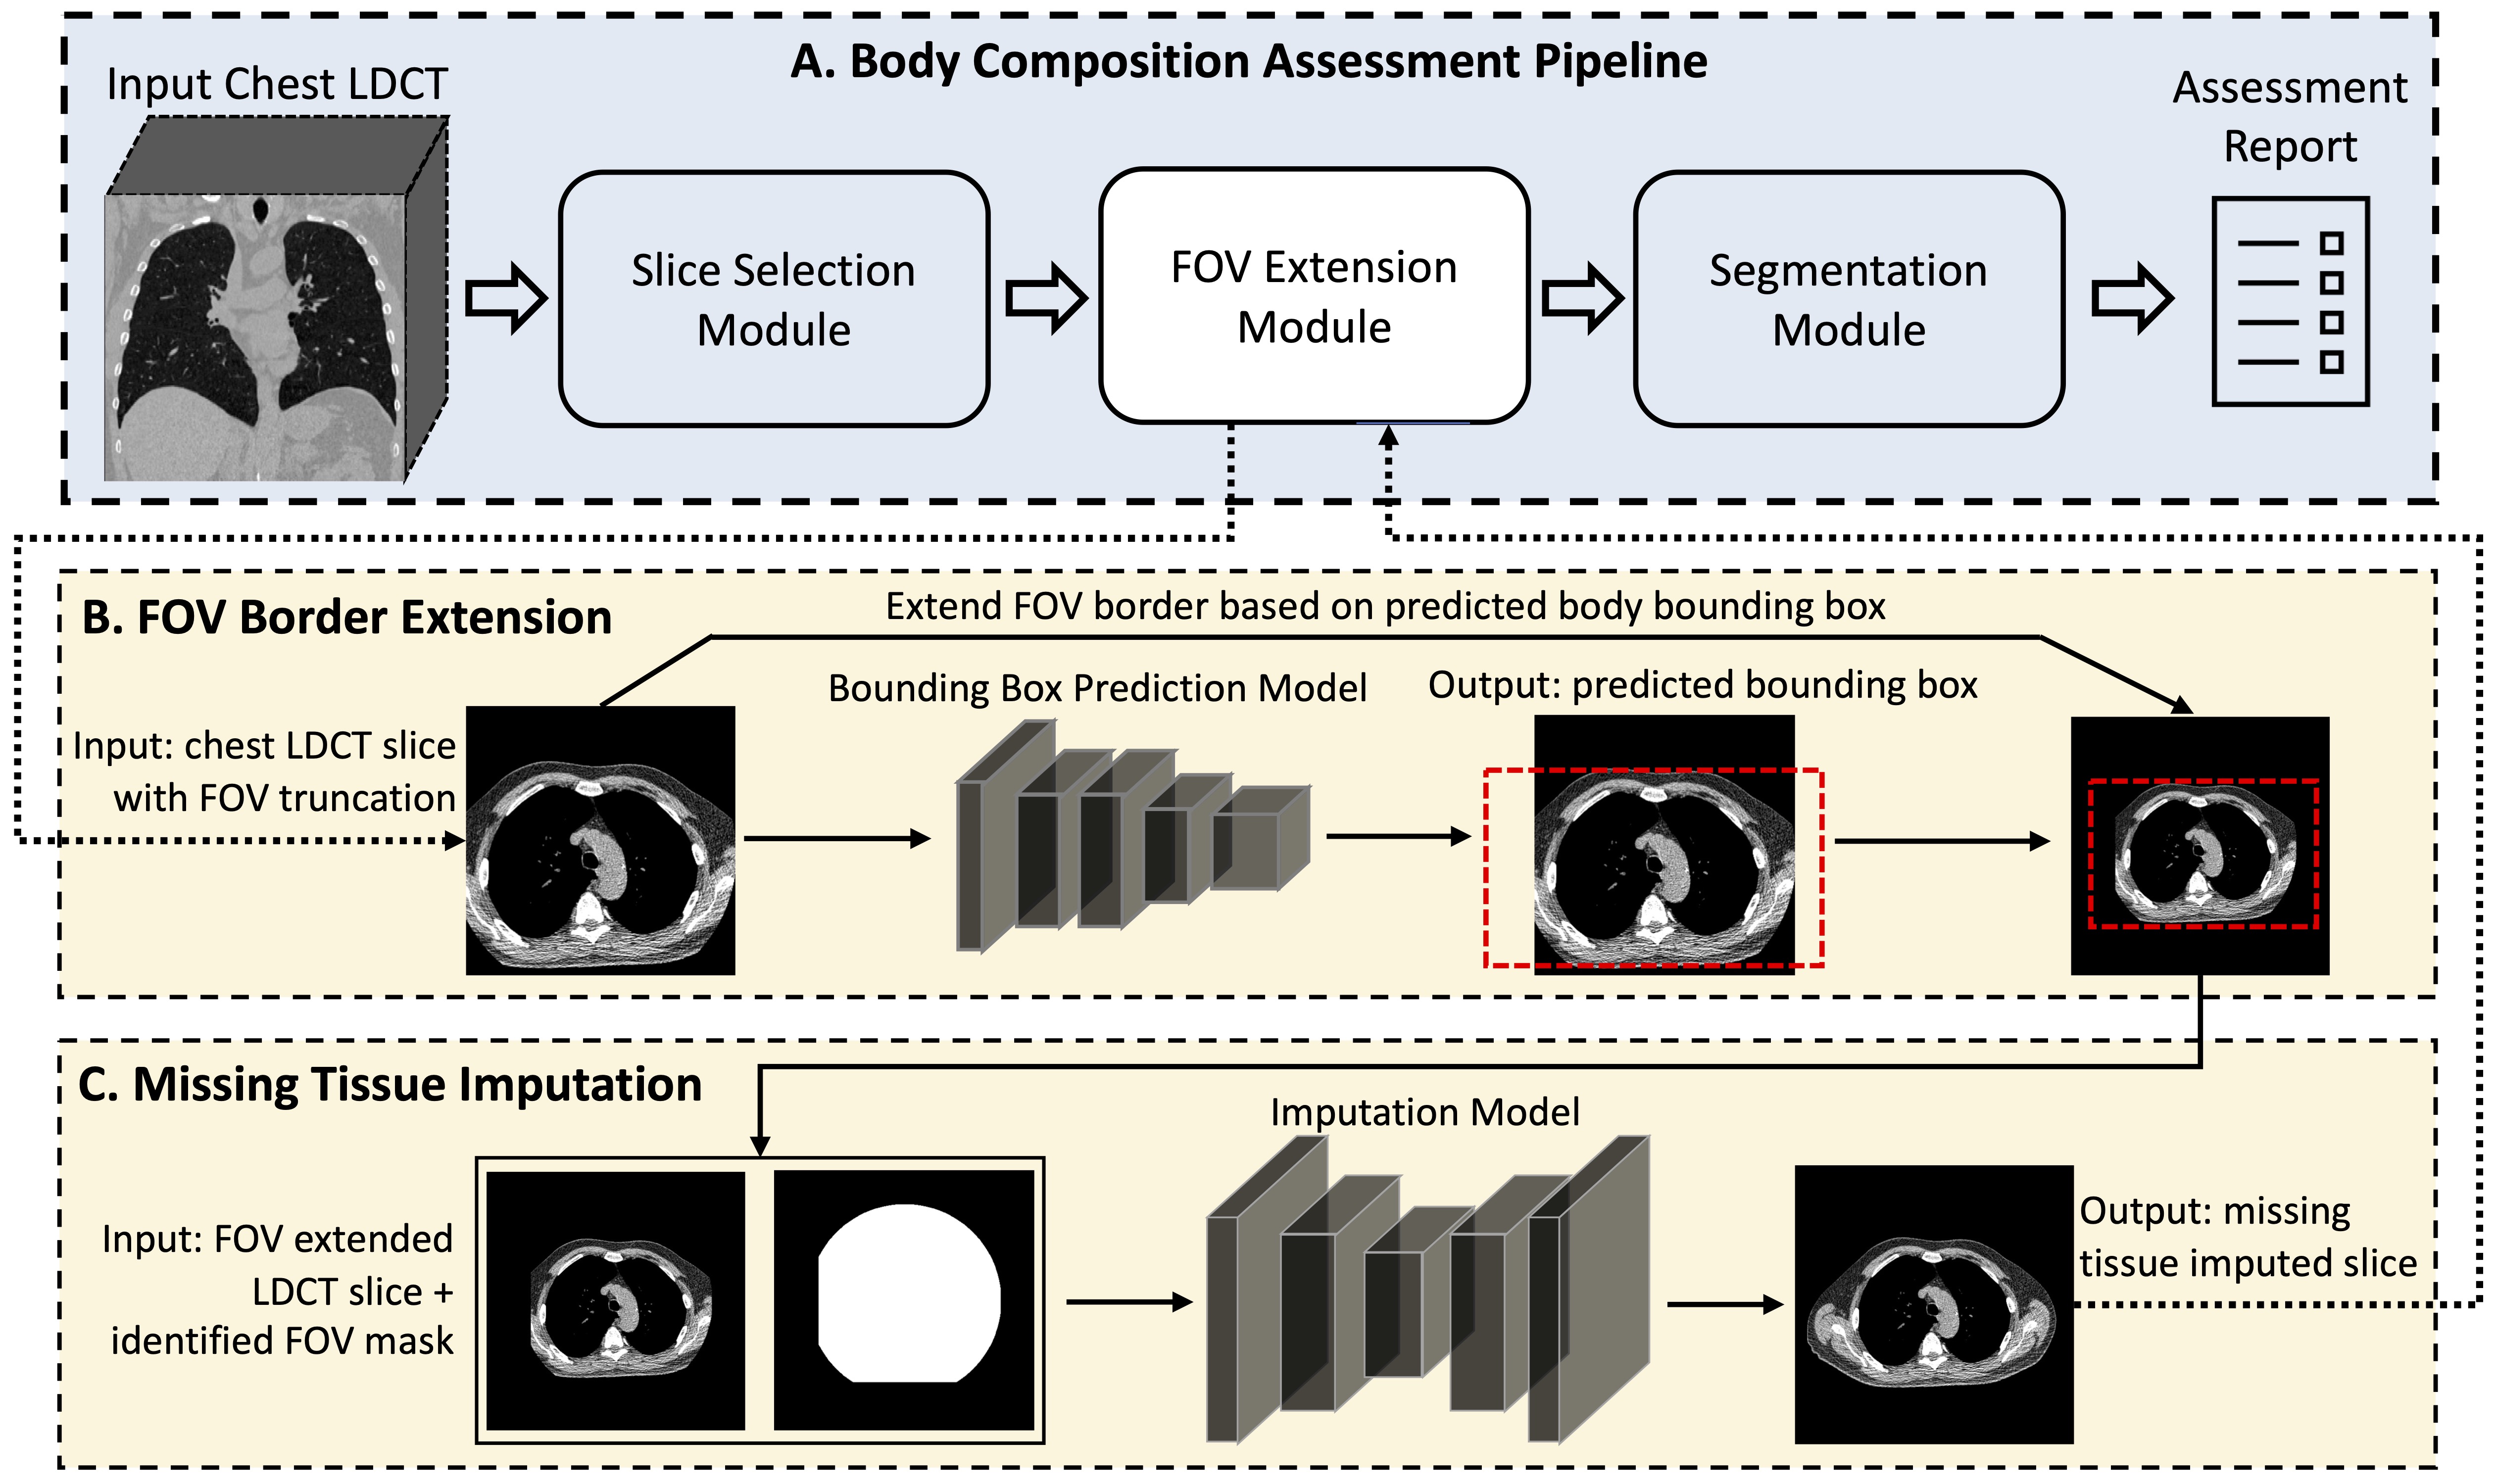 A. Body Composition Assessment Pipeline
Input Chest LDCT
Assessment
Report
Slice Selection
Module
FOV Extension
Module
Segmentation
Module
B. FOV Border Extension
Extend FOV border based on predicted body bounding box
Bounding Box Prediction Model
Output: predicted bounding box
Input: chest LDCT slice
with FOV truncation
C. Missing Tissue Imputation
Imputation Model
Input: FOV extended
LDCT slice +
identified FOV mask
Output: missing
tissue imputed slice